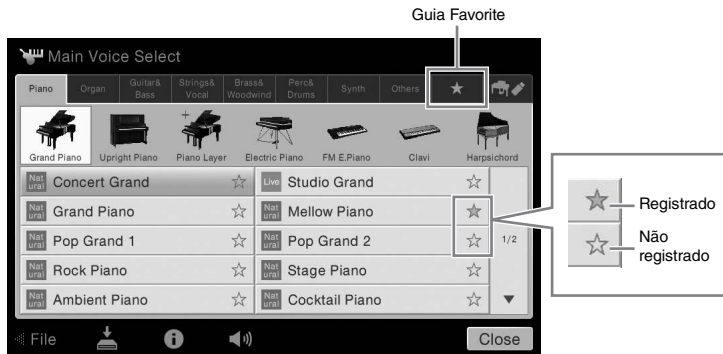 Guia Favorite
Main Voice Select
Piano Organ Guitar& Bass Strings& Vocal Brass& Woodwind Perc& Drums Synth Others
Grand Piano Upright Piano Piano Layer Electric Piano FM E.Piano Clavi Harpsichord
Natural Concert Grand Live Studio Grand
Natural Grand Piano Natural Mellow Piano
Natural Pop Grand 1 Natural Pop Grand 2 1/2
Natural Rock Piano Natural Stage Piano
Natural Ambient Piano Natural Cocktail Piano
File Close
Registrado
Não
registrado